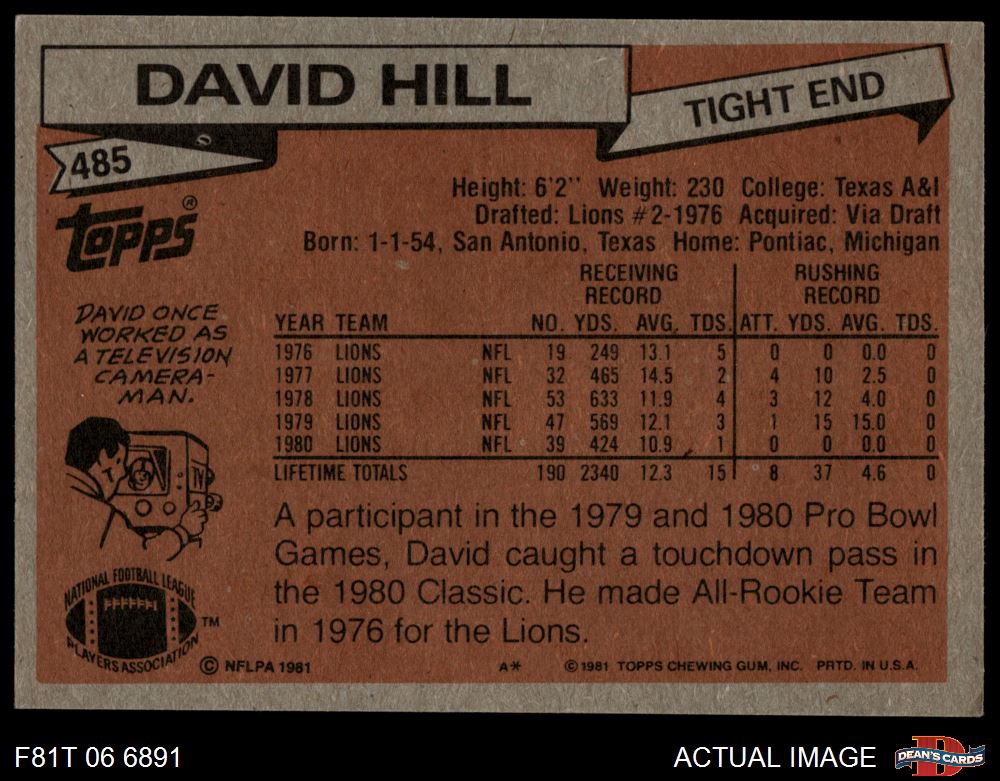 DAVID HILL
TIGHT END
485
TOPPS®
Height: 6'2" Weight: 230 College: Texas A&I
Drafted: Lions #2-1976 Acquired: Via Draft
Born: 1-1-54, San Antonio, Texas Home: Pontiac, Michigan
DAVID ONCE
WORKED AS
A TELEVISION
CAMERA-
MAN.
TV
RECEIVING RUSHING
RECORD RECORD
YEAR TEAM NO. YDS. AVG. TDS. ATT. YDS. AVG. TDS.
1976 LIONS NFL 19 249 13.1 5 0 0 0.0 0
1977 LIONS NFL 32 465 14.5 2 4 10 2.5 0
1978 LIONS NFL 53 633 11.9 4 3 12 4.0 0
1979 LIONS NFL 47 569 12.1 3 1 15 15.0 0
1980 LIONS NFL 39 424 10.9 1 0 0 0.0 0
LIFETIME TOTALS 190 2340 12.3 15 8 37 4.6 0
A participant in the 1979 and 1980 Pro Bowl
Games, David caught a touchdown pass in
the 1980 Classic. He made All-Rookie Team
in 1976 for the Lions.
NATIONAL FOOTBALL LEAGUE
PLAYERS ASSOCIATION
TM
© NFLPA 1981
A* © 1981 TOPPS CHEWING GUM, INC. PRTD. IN U.S.A.
F81T 06 6891
ACTUAL IMAGE
D
DEAN'S CARDS